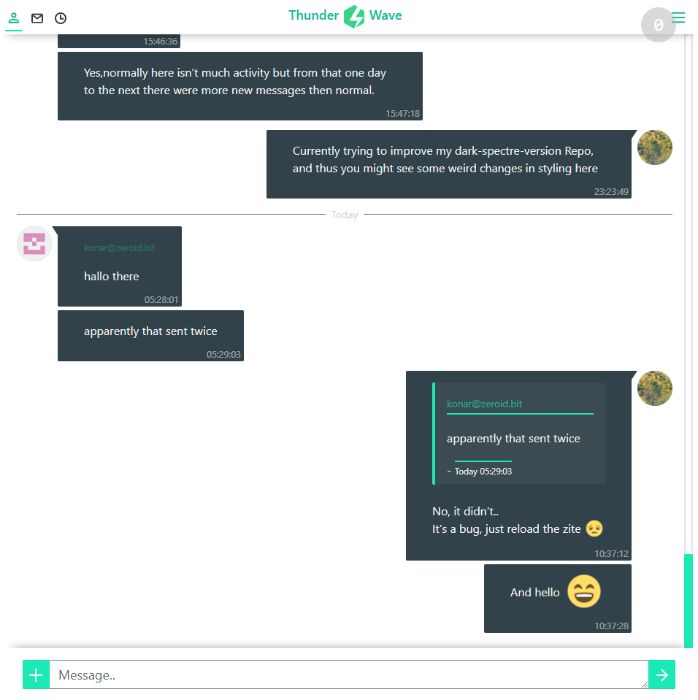 Thunder Wave
0
15:46:36
Yes,normally here isn't much activity but from that one day
to the next there were more new messages then normal.
15:47:18
Currently trying to improve my dark-spectre-version Repo,
and thus you might see some weird changes in styling here
23:23:49
Today
konar@zeroid.bit
hallo there
05:28:01
apparently that sent twice
05:29:03
konar@zeroid.bit
apparently that sent twice
- Today 05:29:03
No, it didn't..
It's a bug, just reload the zite
10:37:12
And hello
10:37:28
Message..